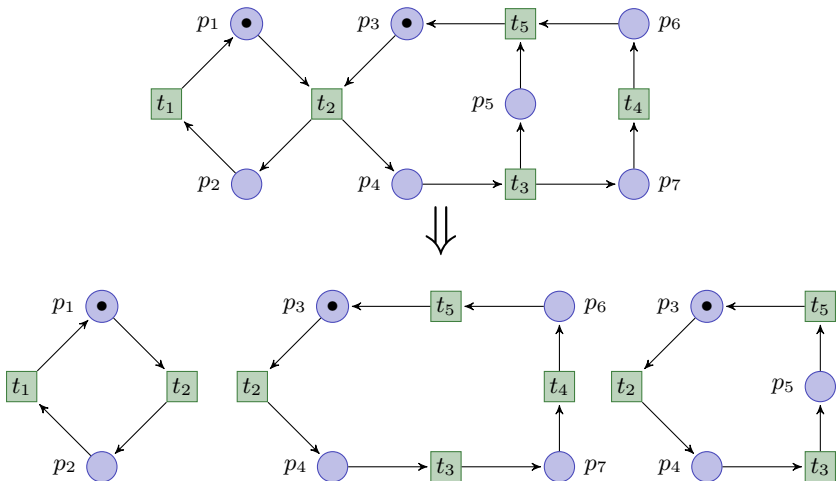 p1 p3 t5 p6
t1 t2 p5 t4
p2 p4 t3 p7
p1 p3 t5 p6 p3 t5
t1 t2 t2 t4 t2 p5
p2 p4 t3 p7 p4 t3